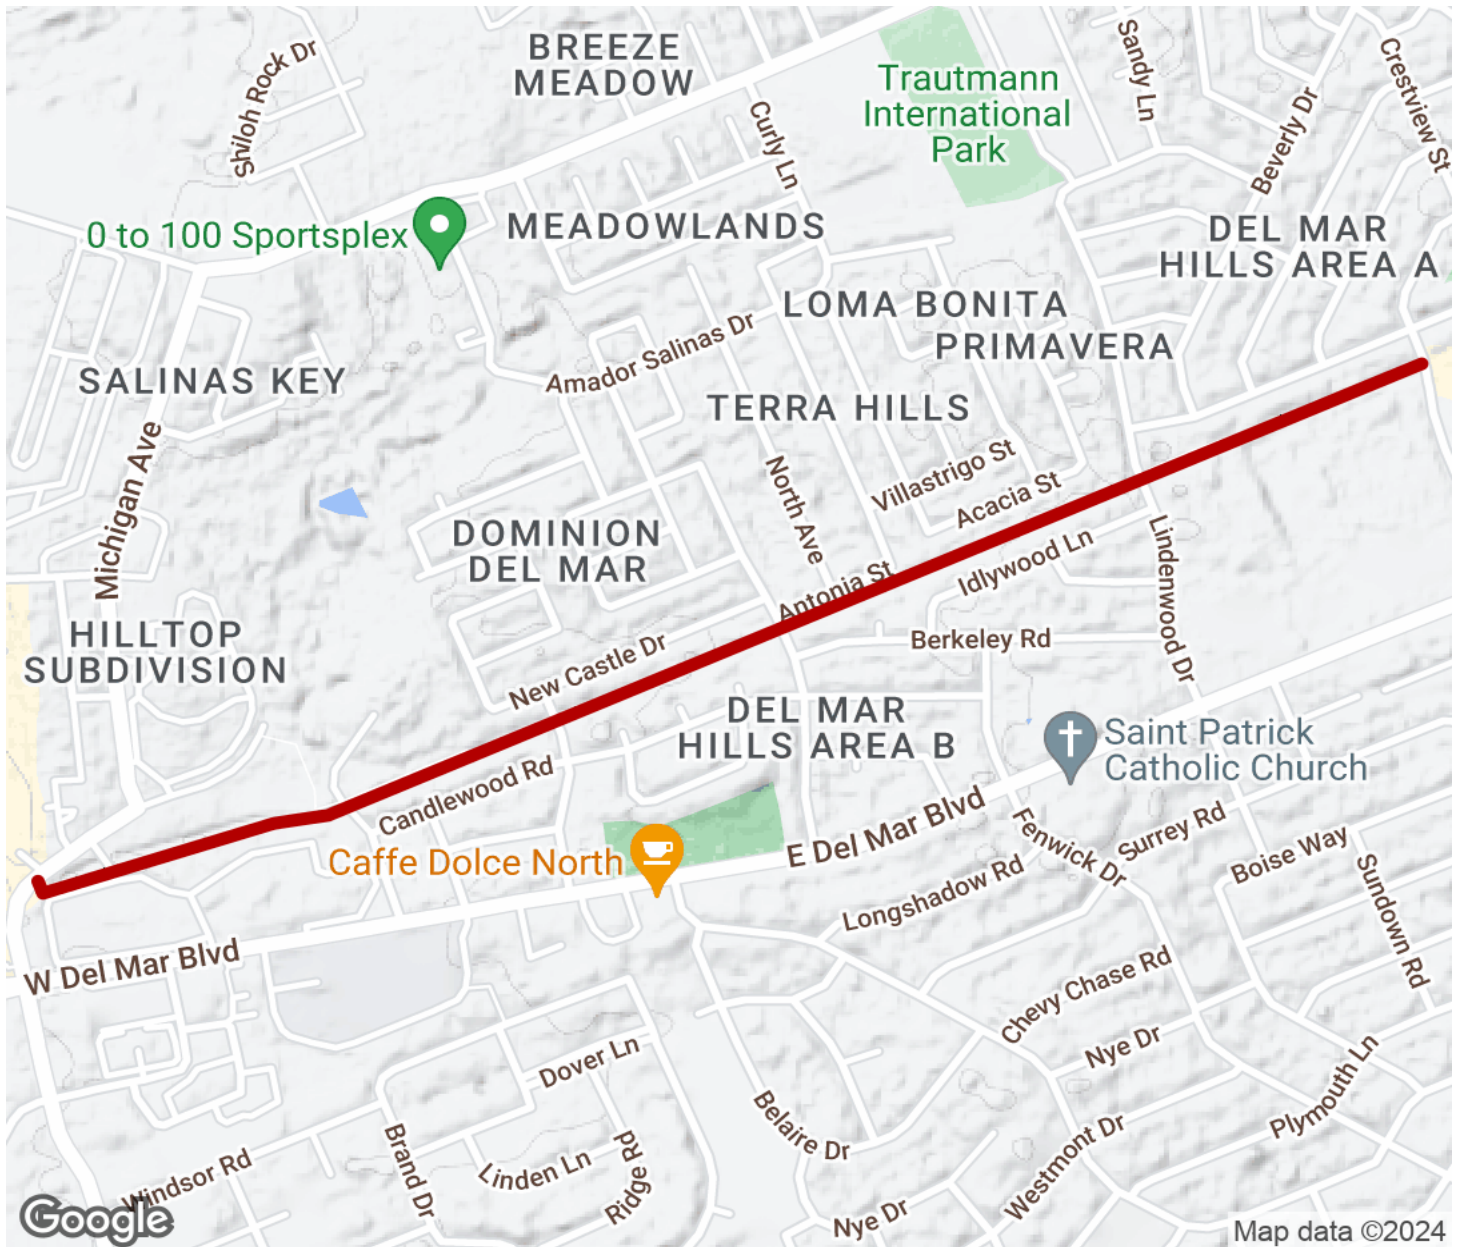 Shiloh Rock Dr
BREEZE
MEADOW
Curly Ln
Trautmann
International
Park
Sandy Ln
Beverly Dr
Crestview St
0 to 100 Sportsplex
MEADOWLANDS
DEL MAR
HILLS AREA A
LOMA BONITA
PRIMAVERA
Amador Salinas Dr
SALINAS KEY
TERRA HILLS
Michigan Ave
North Ave
Villastrigo St
Acacia St
DOMINION
DEL MAR
Antonia St
Idlywood Ln
Lindenwood Dr
HILLTOP
SUBDIVISION
New Castle Dr
Berkeley Rd
DEL MAR
HILLS AREA B
Saint Patrick
Catholic Church
Candlewood Rd
Caffe Dolce North
E Del Mar Blvd
Fenwick Dr
Surrey Rd
Boise Way
Sundown Rd
Longshadow Rd
W Del Mar Blvd
Chevy Chase Rd
Nye Dr
Dover Ln
Plymouth Ln
Belaire Dr
Brand Dr
Linden Ln
Ridge Rd
Westmont Dr
Windsor Rd
Nye Dr
Google
Map data ©2024